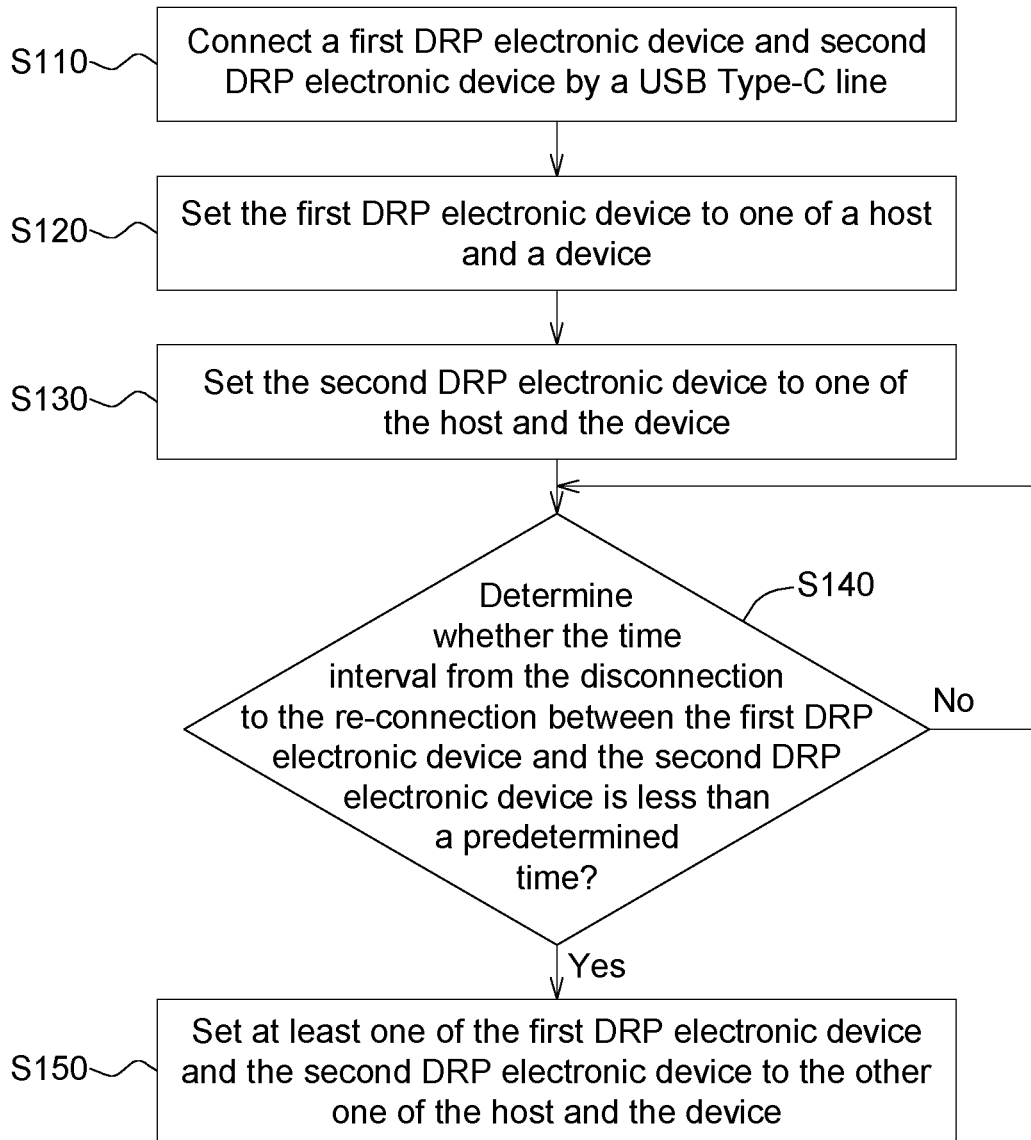 S110
Connect a first DRP electronic device and second
DRP electronic device by a USB Type-C line
S120
Set the first DRP electronic device to one of a host
and a device
S130
Set the second DRP electronic device to one of
the host and the device
S140
Determine
whether the time
interval from the disconnection
to the re-connection between the first DRP
electronic device and the second DRP
electronic device is less than
a predetermined
time?
No
Yes
S150
Set at least one of the first DRP electronic device
and the second DRP electronic device to the other
one of the host and the device